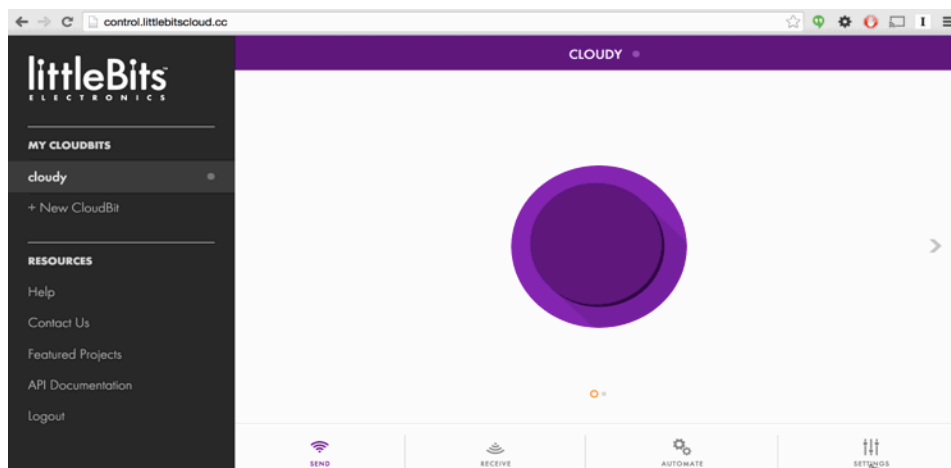 control.littlebitscloud.cc
littleBits
ELECTRONICS
MY CLOUDBITS
cloudy
+ New CloudBit
RESOURCES
Help
Contact Us
Featured Projects
API Documentation
Logout
CLOUDY
SEND
RECEIVE
AUTOMATE
SETTINGS